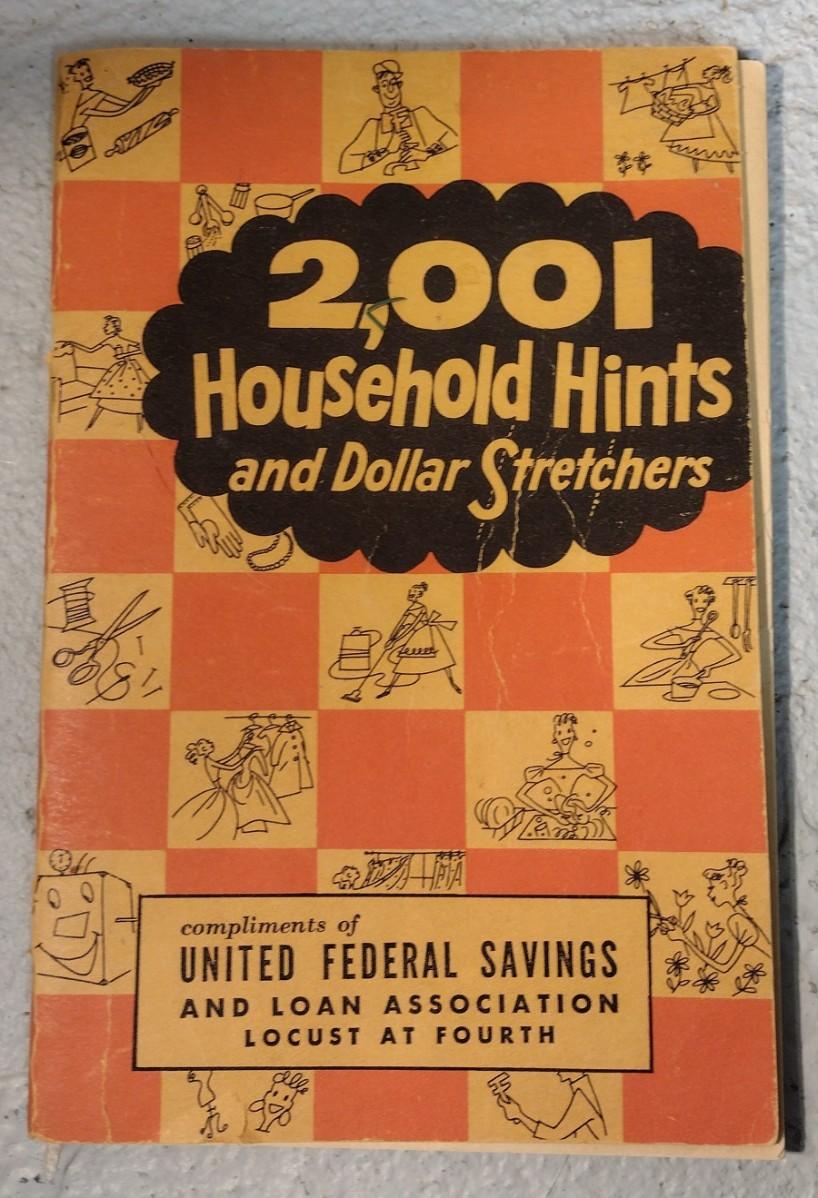 2,001
Household Hints
and Dollar Stretchers
compliments of
UNITED FEDERAL SAVINGS
AND LOAN ASSOCIATION
LOCUST AT FOURTH